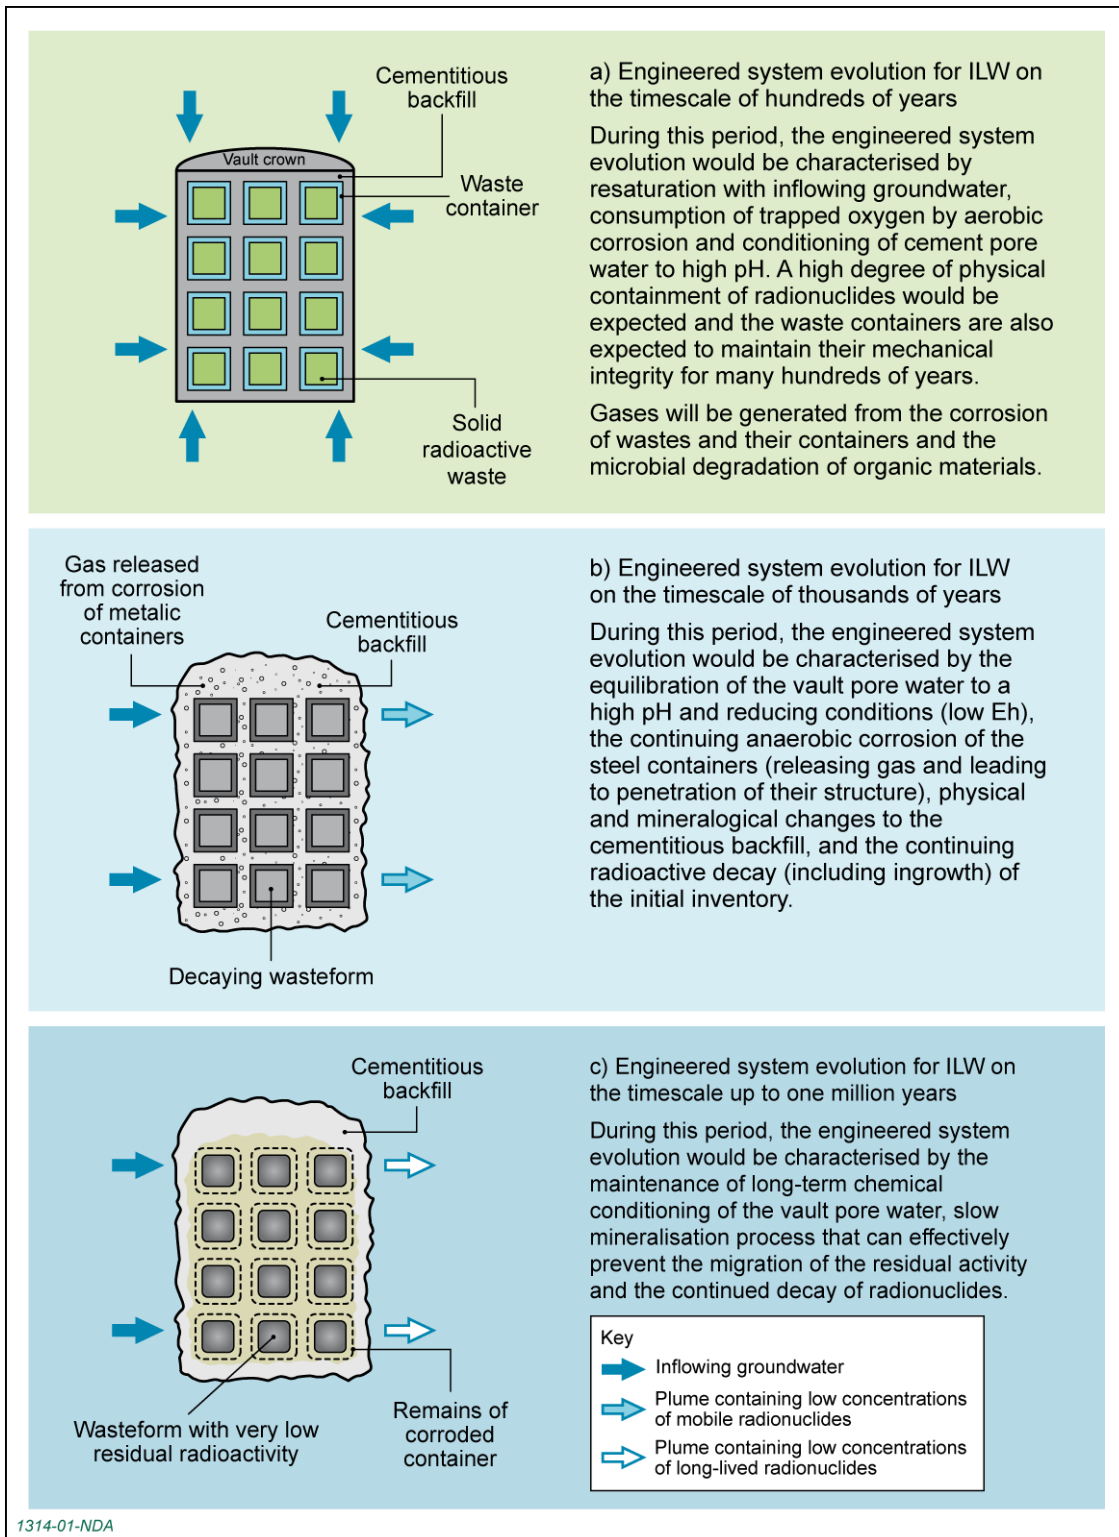 Cementitious
backfill
Vault crown
Waste
container
Solid
radioactive
waste
a) Engineered system evolution for ILW on
the timescale of hundreds of years
During this period, the engineered system
evolution would be characterised by
resaturation with inflowing groundwater,
consumption of trapped oxygen by aerobic
corrosion and conditioning of cement pore
water to high pH. A high degree of physical
containment of radionuclides would be
expected and the waste containers are also
expected to maintain their mechanical
integrity for many hundreds of years.
Gases will be generated from the corrosion
of wastes and their containers and the
microbial degradation of organic materials.
Gas released
from corrosion
of metalic
containers
Cementitious
backfill
Decaying wasteform
b) Engineered system evolution for ILW
on the timescale of thousands of years
During this period, the engineered system
evolution would be characterised by the
equilibration of the vault pore water to a
high pH and reducing conditions (low Eh),
the continuing anaerobic corrosion of the
steel containers (releasing gas and leading
to penetration of their structure), physical
and mineralogical changes to the
cementitious backfill, and the continuing
radioactive decay (including ingrowth) of
the initial inventory.
Cementitious
backfill
Wasteform with very low
residual radioactivity
Remains of
corroded
container
c) Engineered system evolution for ILW on
the timescale up to one million years
During this period, the engineered system
evolution would be characterised by the
maintenance of long-term chemical
conditioning of the vault pore water, slow
mineralisation process that can effectively
prevent the migration of the residual activity
and the continued decay of radionuclides.
Key
Inflowing groundwater
Plume containing low concentrations
of mobile radionuclides
Plume containing low concentrations
of long-lived radionuclides
1314-01-NDA